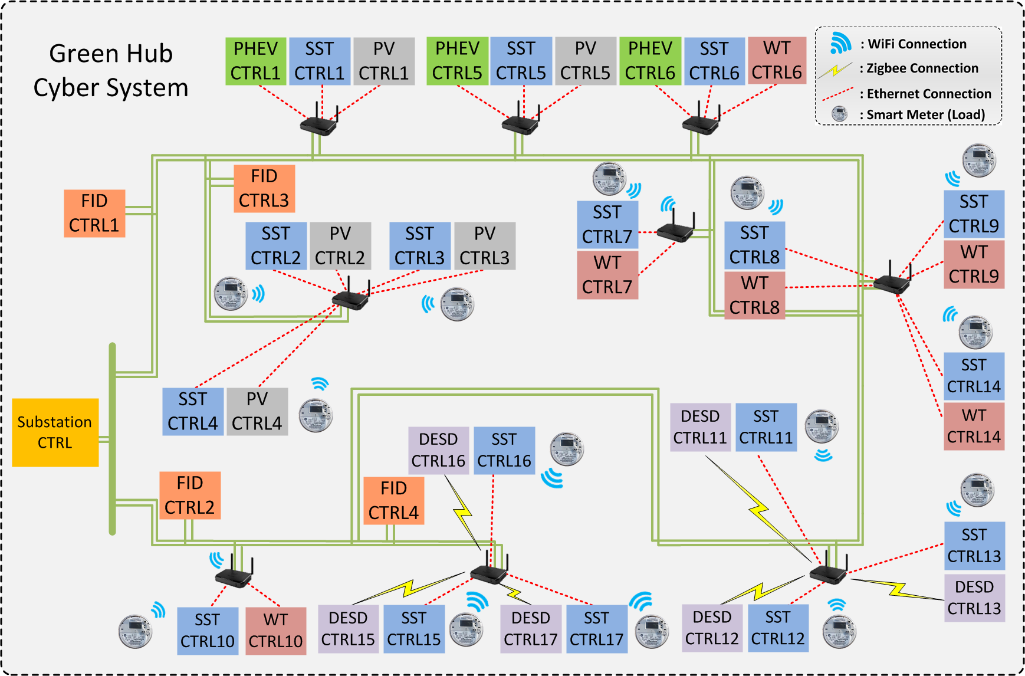 Green Hub
Cyber System
PHEV
CTRL1
SST
CTRL1
PV
CTRL1
PHEV
CTRL5
SST
CTRL5
PV
CTRL5
PHEV
CTRL6
SST
CTRL6
WT
CTRL6
: WiFi Connection
: Zigbee Connection
: Ethernet Connection
: Smart Meter (Load)
FID
CTRL1
FID
CTRL3
SST
CTRL2
PV
CTRL2
SST
CTRL3
PV
CTRL3
SST
CTRL7
WT
CTRL7
SST
CTRL8
WT
CTRL8
SST
CTRL9
WT
CTRL9
SST
CTRL14
WT
CTRL14
Substation
CTRL
SST
CTRL4
PV
CTRL4
DESD
CTRL16
SST
CTRL16
DESD
CTRL11
SST
CTRL11
FID
CTRL2
FID
CTRL4
SST
CTRL13
DESD
CTRL13
SST
CTRL10
WT
CTRL10
DESD
CTRL15
SST
CTRL15
DESD
CTRL17
SST
CTRL17
DESD
CTRL12
SST
CTRL12